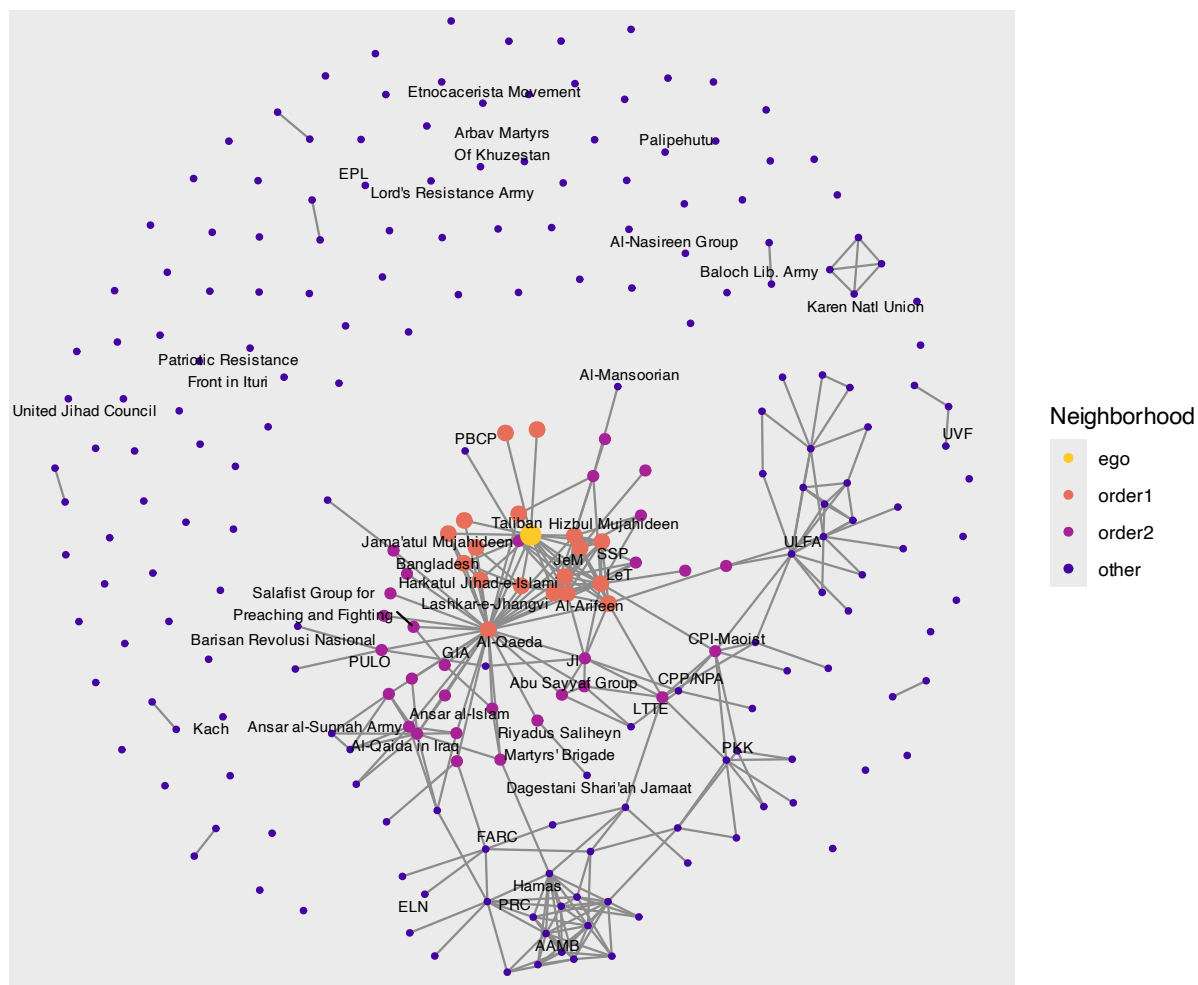 Etnocacerista Movement
Arbav Martyrs
Of Khuzestan
Palipehutu
EPL
Lord's Resistance Army
Al-Nasireen Group
Baloch Lib. Army
Karen Natl Union
Patriotic Resistance
Front in Ituri
Al-Mansoorian
United Jihad Council
Neighborhood
ego
order1
order2
other
UVF
PBCP
Taliban
Hizbul Mujahideen
Jama'atul Mujahideen
Bangladesh
JeM
SSP
ULFA
Harkatul Jihad-e-Islami
LeT
Salafist Group for
Preaching and Fighting
Lashkar-e-Jhangvi
Al-Arifeen
Barisan Revolusi Nasional
Al-Qaeda
CPI-Maoist
PULO
GIA
JI
Abu Sayyaf Group
CPP/NPA
LTTE
Kach
Ansar al-Sunnah Army
Ansar al-Islam
Riyadus Saliheyn
Martyrs' Brigade
Al-Qaida in Iraq
PKK
Dagestani Shari'ah Jamaat
FARC
Hamas
ELN
PRC
AAMB